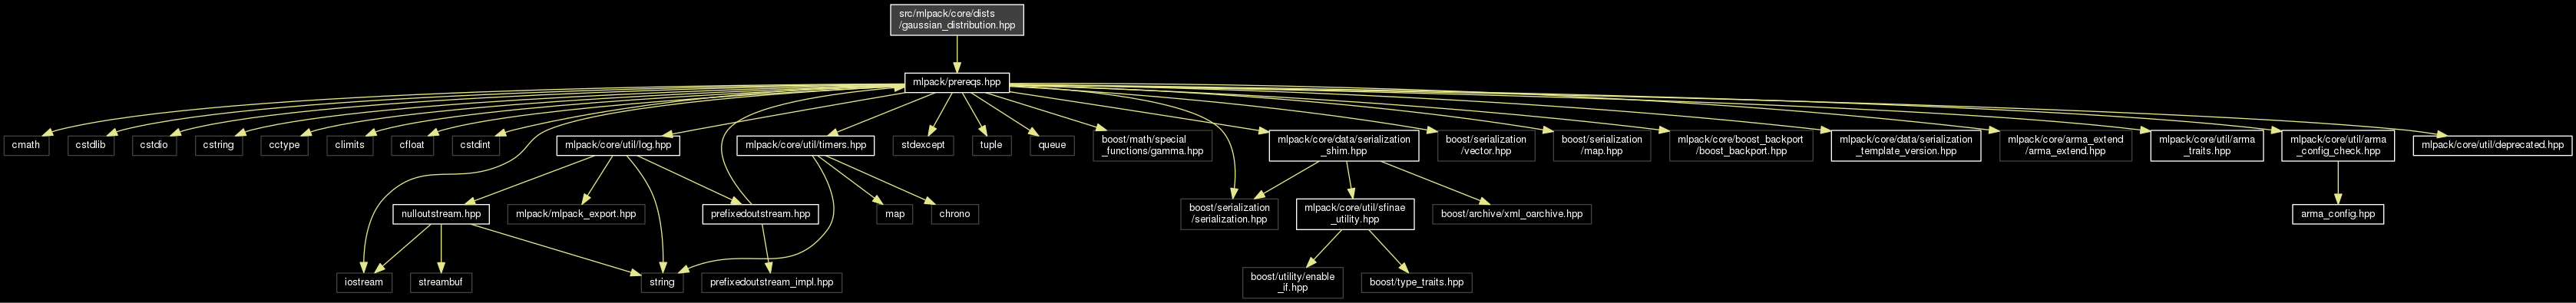 src/mlpack/core/dists
/gaussian_distribution.hpp
mlpack/prereqs.hpp
cmath
cstdlib
cstdio
cstring
cctype
climits
cfloat
cstdint
mlpack/core/util/log.hpp
mlpack/core/util/timers.hpp
stdexcept
tuple
queue
boost/math/special
_functions/gamma.hpp
mlpack/core/data/serialization
_shim.hpp
boost/serialization
/vector.hpp
boost/serialization
/map.hpp
mlpack/core/boost_backport
/boost_backport.hpp
mlpack/core/data/serialization
_template_version.hpp
mlpack/core/arma_extend
/arma_extend.hpp
mlpack/core/util/arma
_traits.hpp
mlpack/core/util/arma
_config_check.hpp
mlpack/core/util/deprecated.hpp
nulloutstream.hpp
mlpack/mlpack_export.hpp
prefixedoutstream.hpp
map
chrono
boost/serialization
/serialization.hpp
mlpack/core/util/sfinae
_utility.hpp
boost/archive/xml_oarchive.hpp
arma_config.hpp
iostream
streambuf
string
prefixedoutstream_impl.hpp
boost/utility/enable
_if.hpp
boost/type_traits.hpp